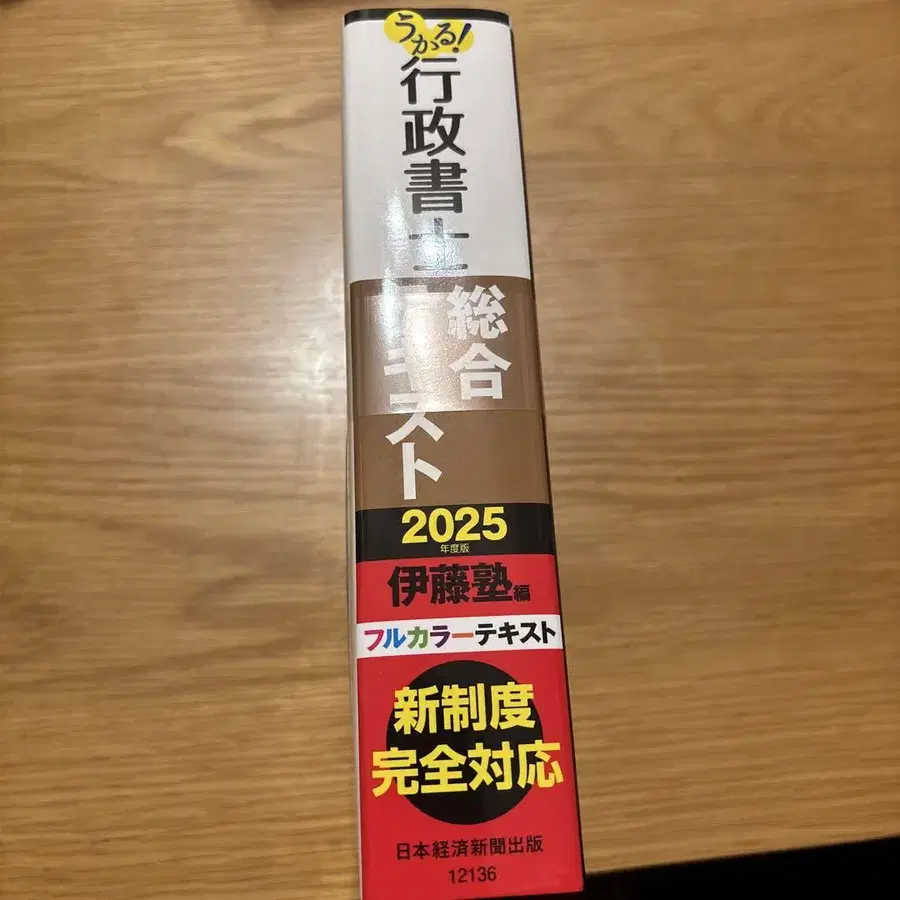 うかる!
行政書士
総合
テキスト
2025
年度版
伊藤塾編
フルカラーテキスト
新制度
完全対応
日本経済新聞出版
12136